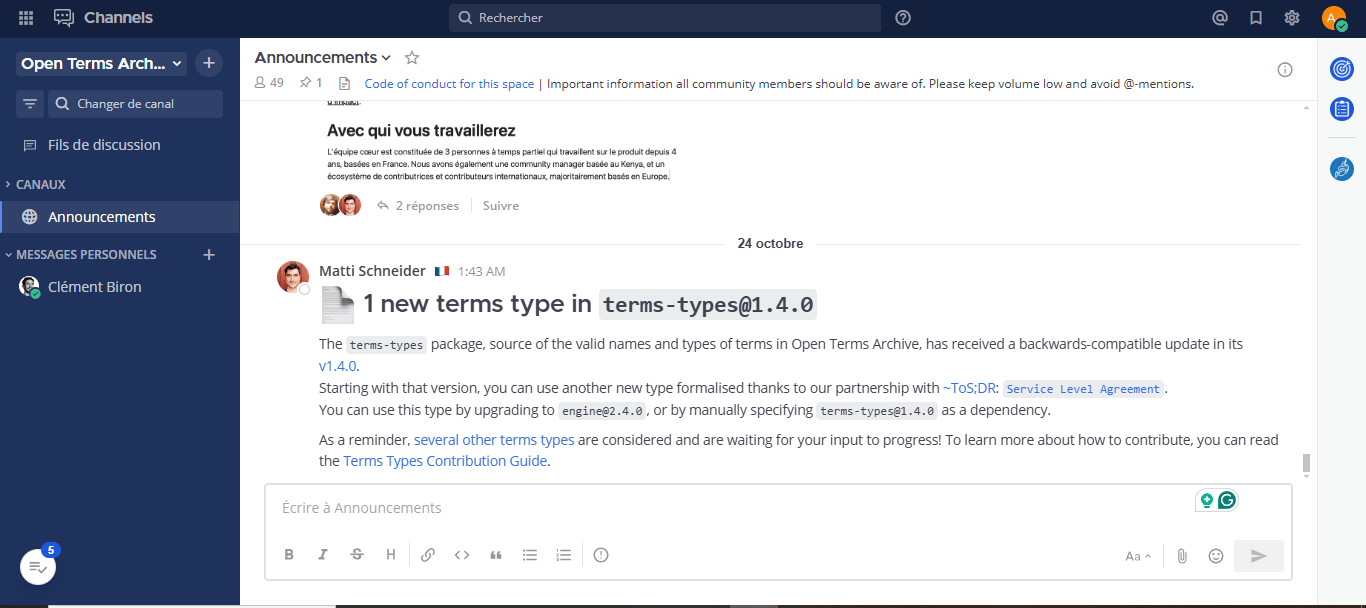 Channels
Rechercher
Open Terms Arch...
Changer de canal
Fils de discussion
CANAUX
Announcements
MESSAGES PERSONNELS
Clément Biron
5
Announcements
49
1
Code of conduct for this space | Important information all community members should be aware of. Please keep volume low and avoid @-mentions.
d'impact.
Avec qui vous travaillerez
L'équipe cœur est constituée de 3 personnes à temps partiel qui travaillent sur le produit depuis 4
ans, basées en France. Nous avons également une community manager basée au Kenya, et un
écosystème de contributrices et contributeurs internationaux, majoritairement basés en Europe.
2 réponses
Suivre
24 octobre
Matti Schneider 1:43 AM
1 new terms type in terms-types@1.4.0
The terms-types package, source of the valid names and types of terms in Open Terms Archive, has received a backwards-compatible update in its
v1.4.0.
Starting with that version, you can use another new type formalised thanks to our partnership with ~ToS;DR: Service Level Agreement.
You can use this type by upgrading to engine@2.4.0, or by manually specifying terms-types@1.4.0 as a dependency.
As a reminder, several other terms types are considered and are waiting for your input to progress! To learn more about how to contribute, you can read
the Terms Types Contribution Guide.
Écrire à Announcements
B I S H
Aa
A